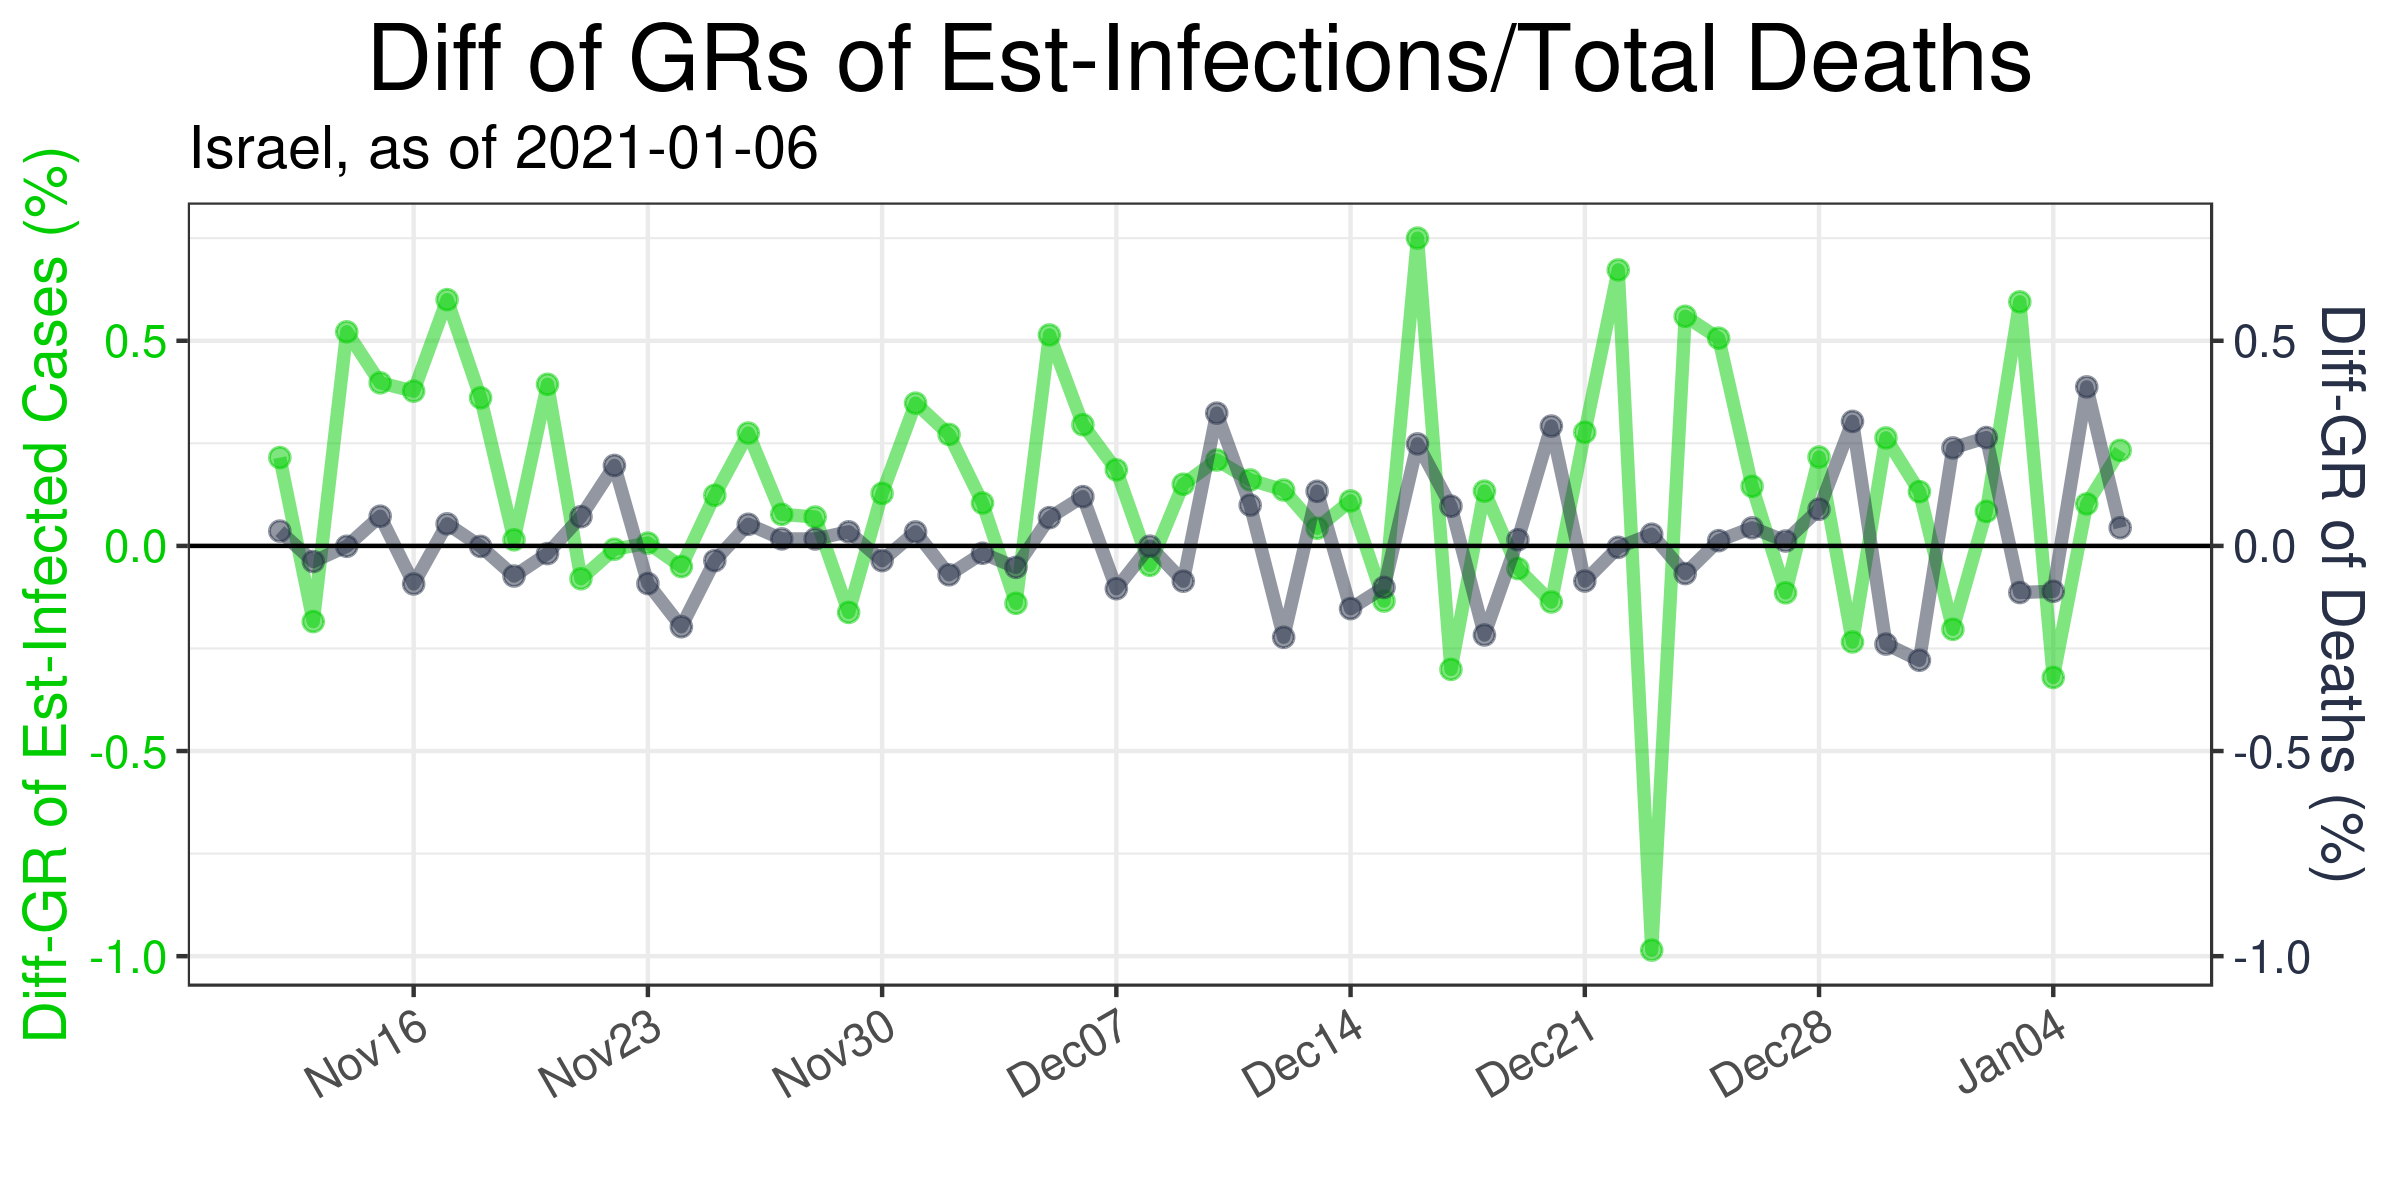 Diff of GRs of Est-Infections/Total Deaths
Israel, as of 2021-01-06
Diff-GR of Est-Infected Cases (%)
0.5
0.0
-0.5
-1.0
0.5
0.0
-0.5
-1.0
Diff-GR of Deaths (%)
Nov16
Nov23
Nov30
Dec07
Dec14
Dec21
Dec28
Jan04